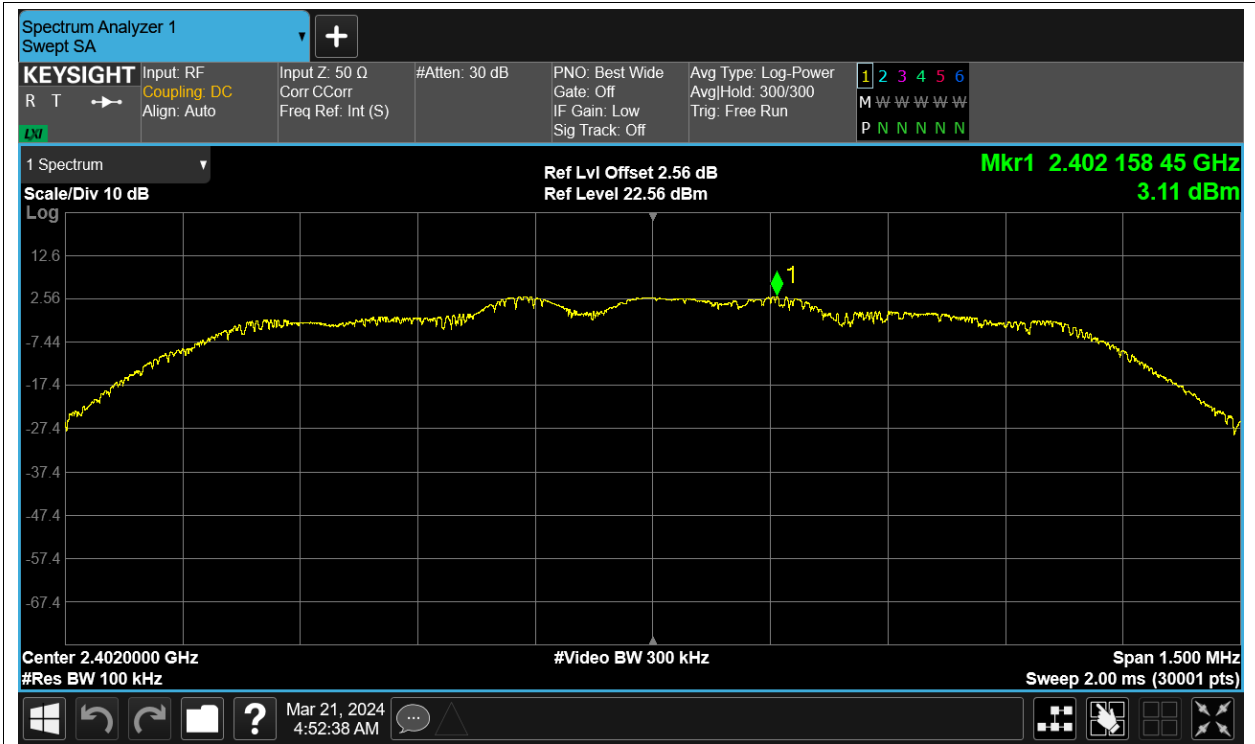 Spectrum Analyzer 1
Swept SA
KEYSIGHT
R T
LXI
Input: RF
Coupling: DC
Align: Auto
Input Z: 50 Ω
Corr CCorr
Freq Ref: Int (S)
#Atten: 30 dB
PNO: Best Wide
Gate: Off
IF Gain: Low
Sig Track: Off
Avg Type: Log-Power
Avg|Hold: 300/300
Trig: Free Run
1 2 3 4 5 6
M W W W W W
P N N N N N
1 Spectrum
Scale/Div 10 dB
Log
Ref Lvl Offset 2.56 dB
Ref Level 22.56 dBm
Mkr1 2.402 158 45 GHz
3.11 dBm
12.6
2.56
-7.44
-17.4
-27.4
-37.4
-47.4
-57.4
-67.4
1
Center 2.4020000 GHz
#Res BW 100 kHz
#Video BW 300 kHz
Span 1.500 MHz
Sweep 2.00 ms (30001 pts)
?
Mar 21, 2024
4:52:38 AM